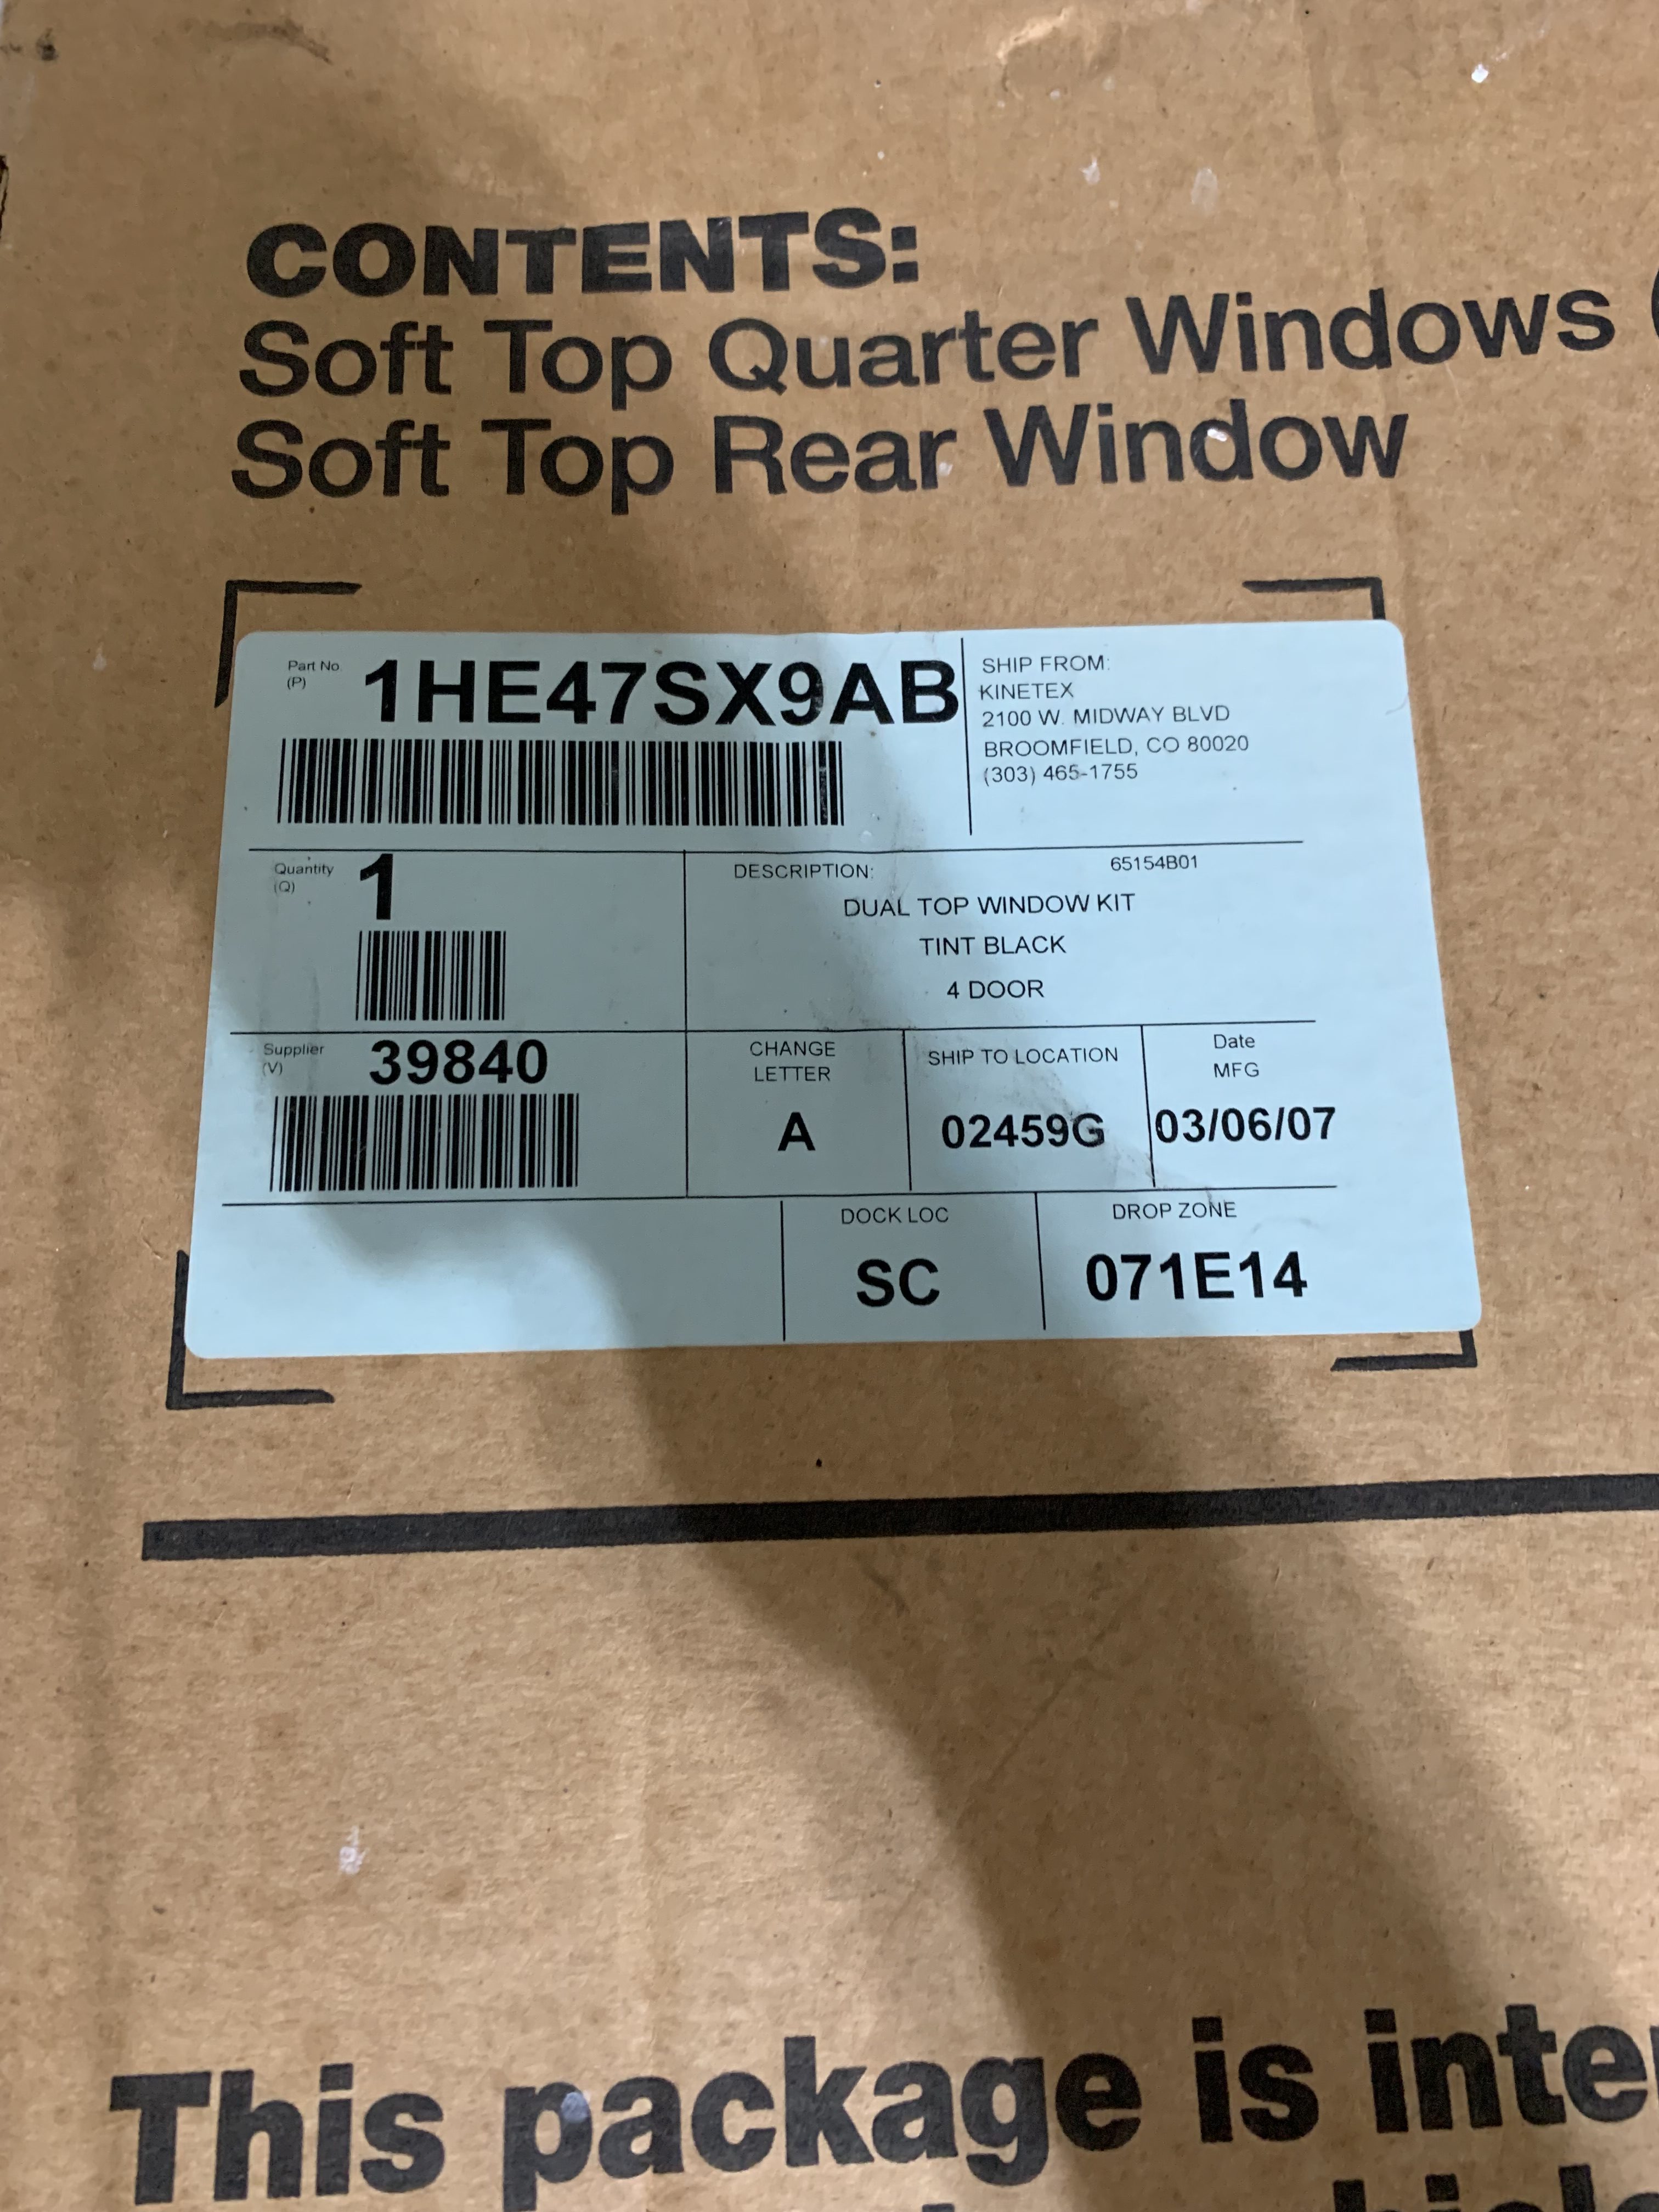 CONTENTS:
Soft Top Quarter Windows (
Soft Top Rear Window
Part No. 1HE47SX9AB
(P)
SHIP FROM:
KINETEX
2100 W. MIDWAY BLVD
BROOMFIELD, CO 80020
(303) 465-1755
Quantity 1
(Q)
DESCRIPTION: 65154B01
DUAL TOP WINDOW KIT
TINT BLACK
4 DOOR
Supplier 39840
(V)
CHANGE
LETTER
A
SHIP TO LOCATION
02459G
Date
MFG
03/06/07
DOCK LOC
SC
DROP ZONE
071E14
This package is inte